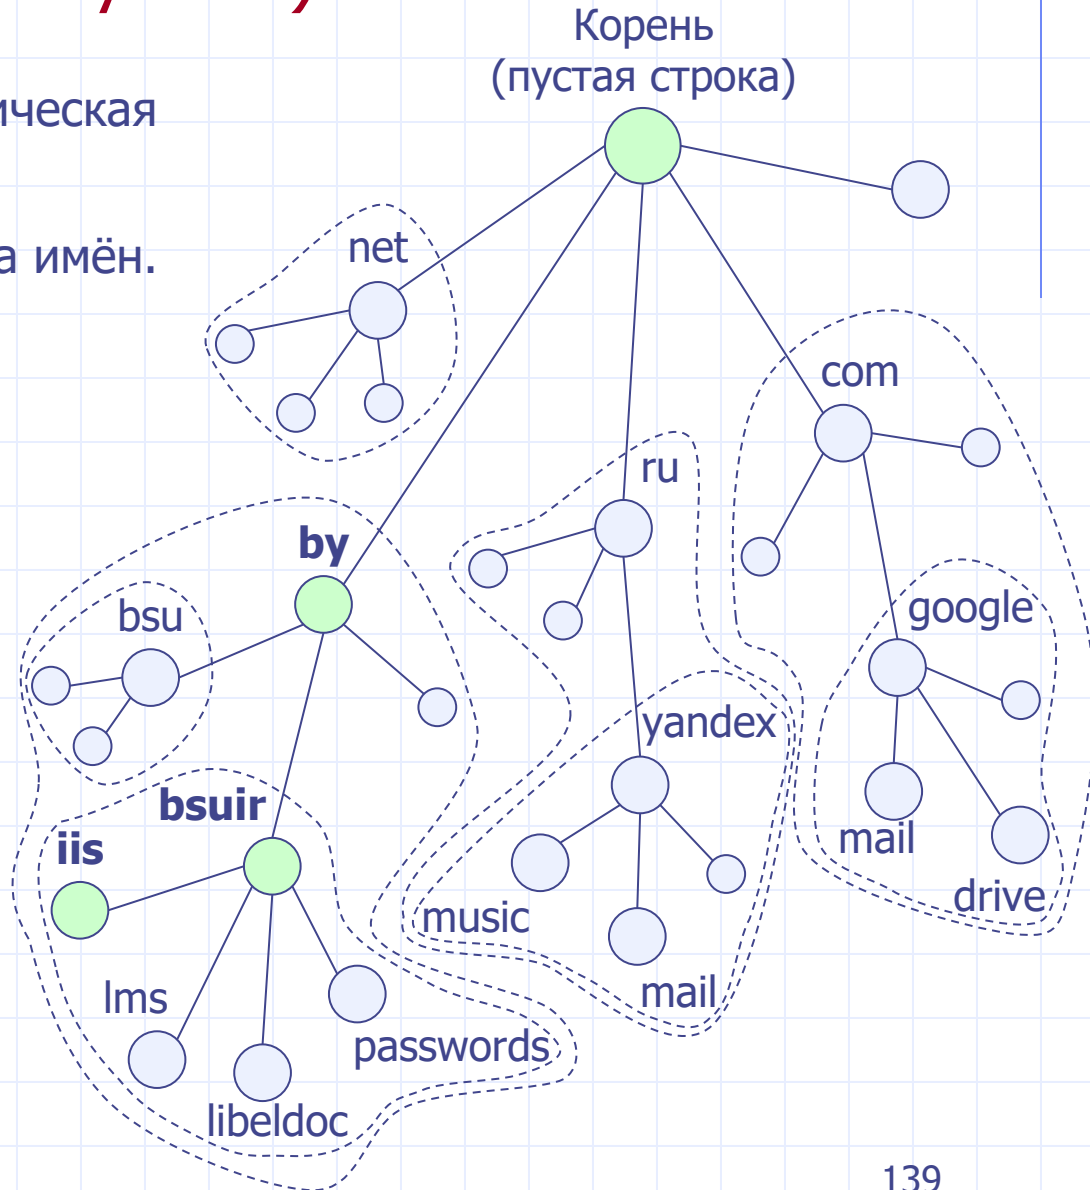 Корень
(пустая строка)
ическая
а имён.
net
com
ru
by
google
bsu
yandex
bsuir
iis
mail
drive
music
lms
mail
passwords
libeldoc
139